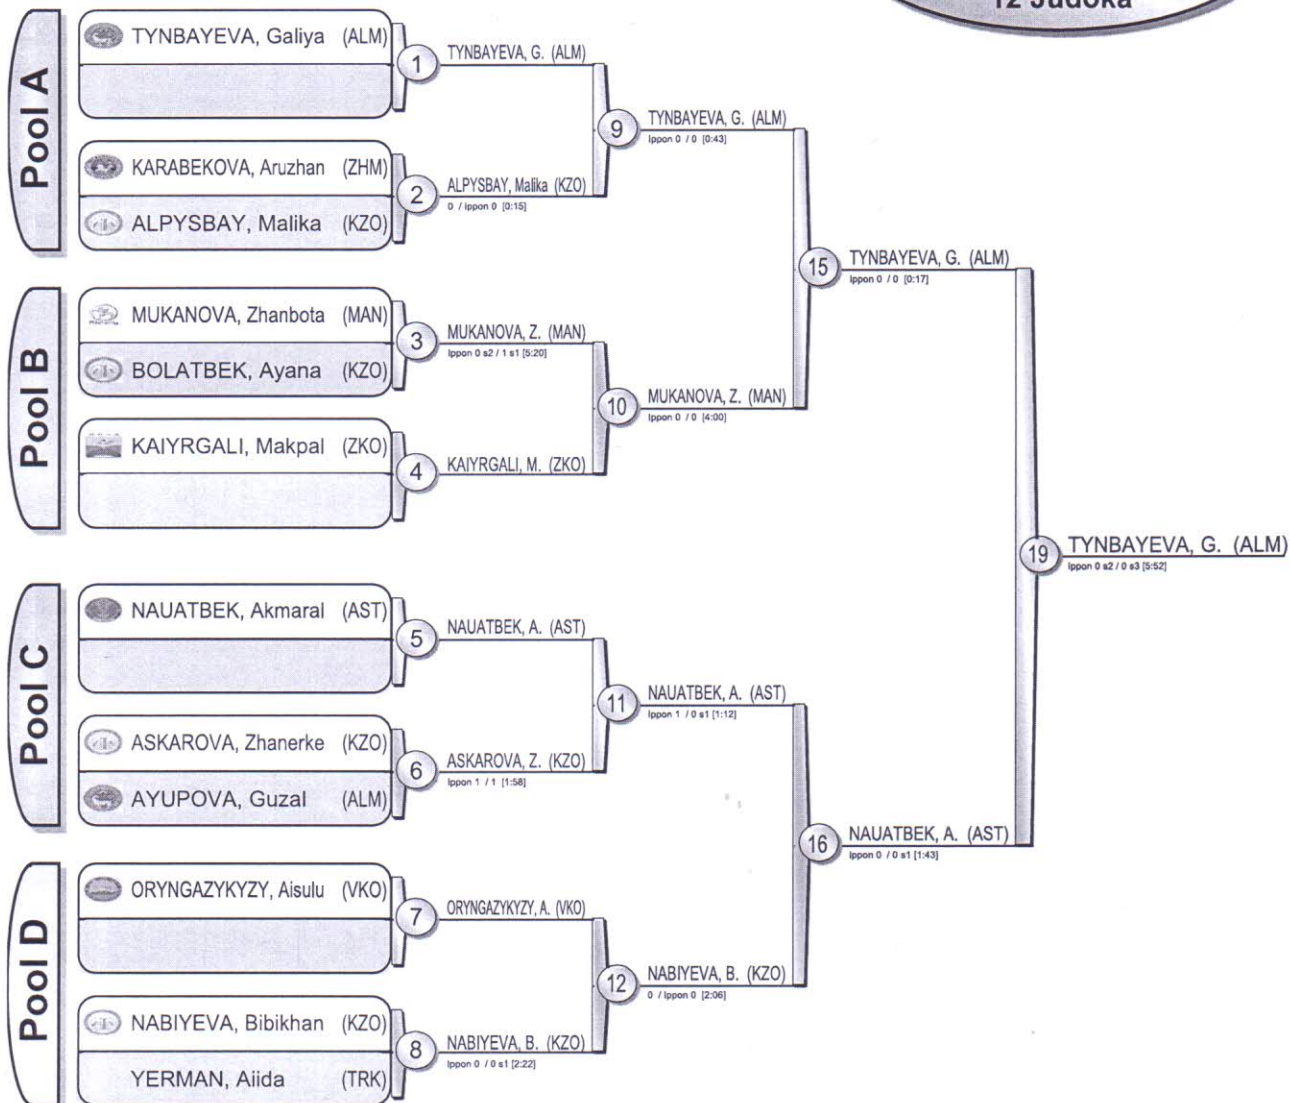 12 Judoka
Pool A
TYNBAYEVA, Galiya (ALM)
KARABEKOVA, Aruzhan (ZHM)
ALPYSBAY, Malika (KZO)
1
TYNBAYEVA, G. (ALM)
2
ALPYSBAY, Malika (KZO)
0 / Ippon 0 [0:15]
9
TYNBAYEVA, G. (ALM)
Ippon 0 / 0 [0:43]
Pool B
MUKANOVA, Zhanbota (MAN)
BOLATBEK, Ayana (KZO)
KAIYRGALI, Makpal (ZKO)
3
MUKANOVA, Z. (MAN)
Ippon 0 s2 / 1 s1 [5:20]
4
KAIYRGALI, M. (ZKO)
10
MUKANOVA, Z. (MAN)
Ippon 0 / 0 [4:00]
15
TYNBAYEVA, G. (ALM)
Ippon 0 / 0 [0:17]
19
TYNBAYEVA, G. (ALM)
Ippon 0 s2 / 0 s3 [5:52]
Pool C
NAUATBEK, Akmaral (AST)
ASKAROVA, Zhanerke (KZO)
AYUPOVA, Guzal (ALM)
5
NAUATBEK, A. (AST)
6
ASKAROVA, Z. (KZO)
Ippon 1 / 1 [1:58]
11
NAUATBEK, A. (AST)
Ippon 1 / 0 s1 [1:12]
Pool D
ORYNGAZYKYZY, Aisulu (VKO)
NABIYEVA, Bibikhan (KZO)
YERMAN, Aiida (TRK)
7
ORYNGAZYKYZY, A. (VKO)
8
NABIYEVA, B. (KZO)
Ippon 0 / 0 s1 [2:22]
12
NABIYEVA, B. (KZO)
0 / Ippon 0 [2:06]
16
NAUATBEK, A. (AST)
Ippon 0 / 0 s1 [1:43]